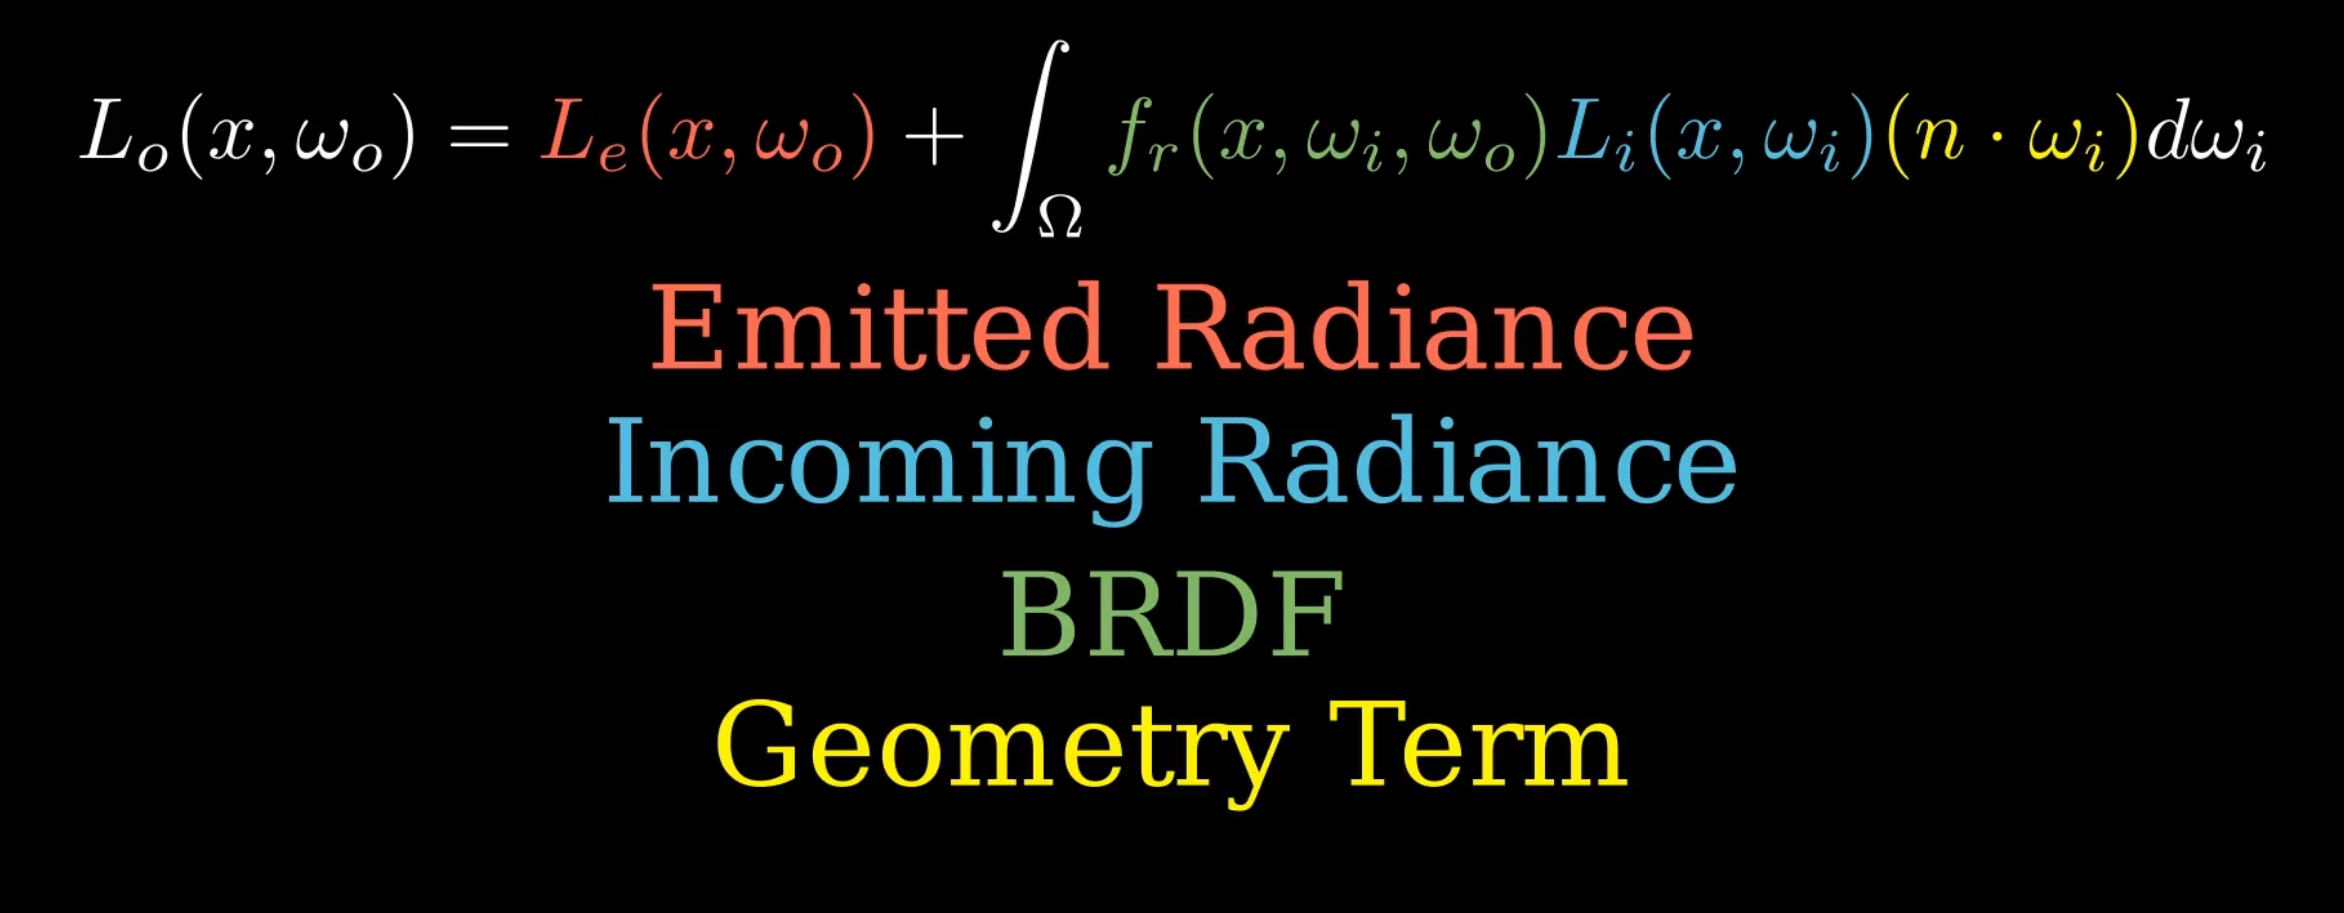 L_o(x, ω_o) = L_e(x, ω_o) + ∫_Ω f_r(x, ω_i, ω_o) L_i(x, ω_i) (n · ω_i) dω_i
Emitted Radiance
Incoming Radiance
BRDF
Geometry Term